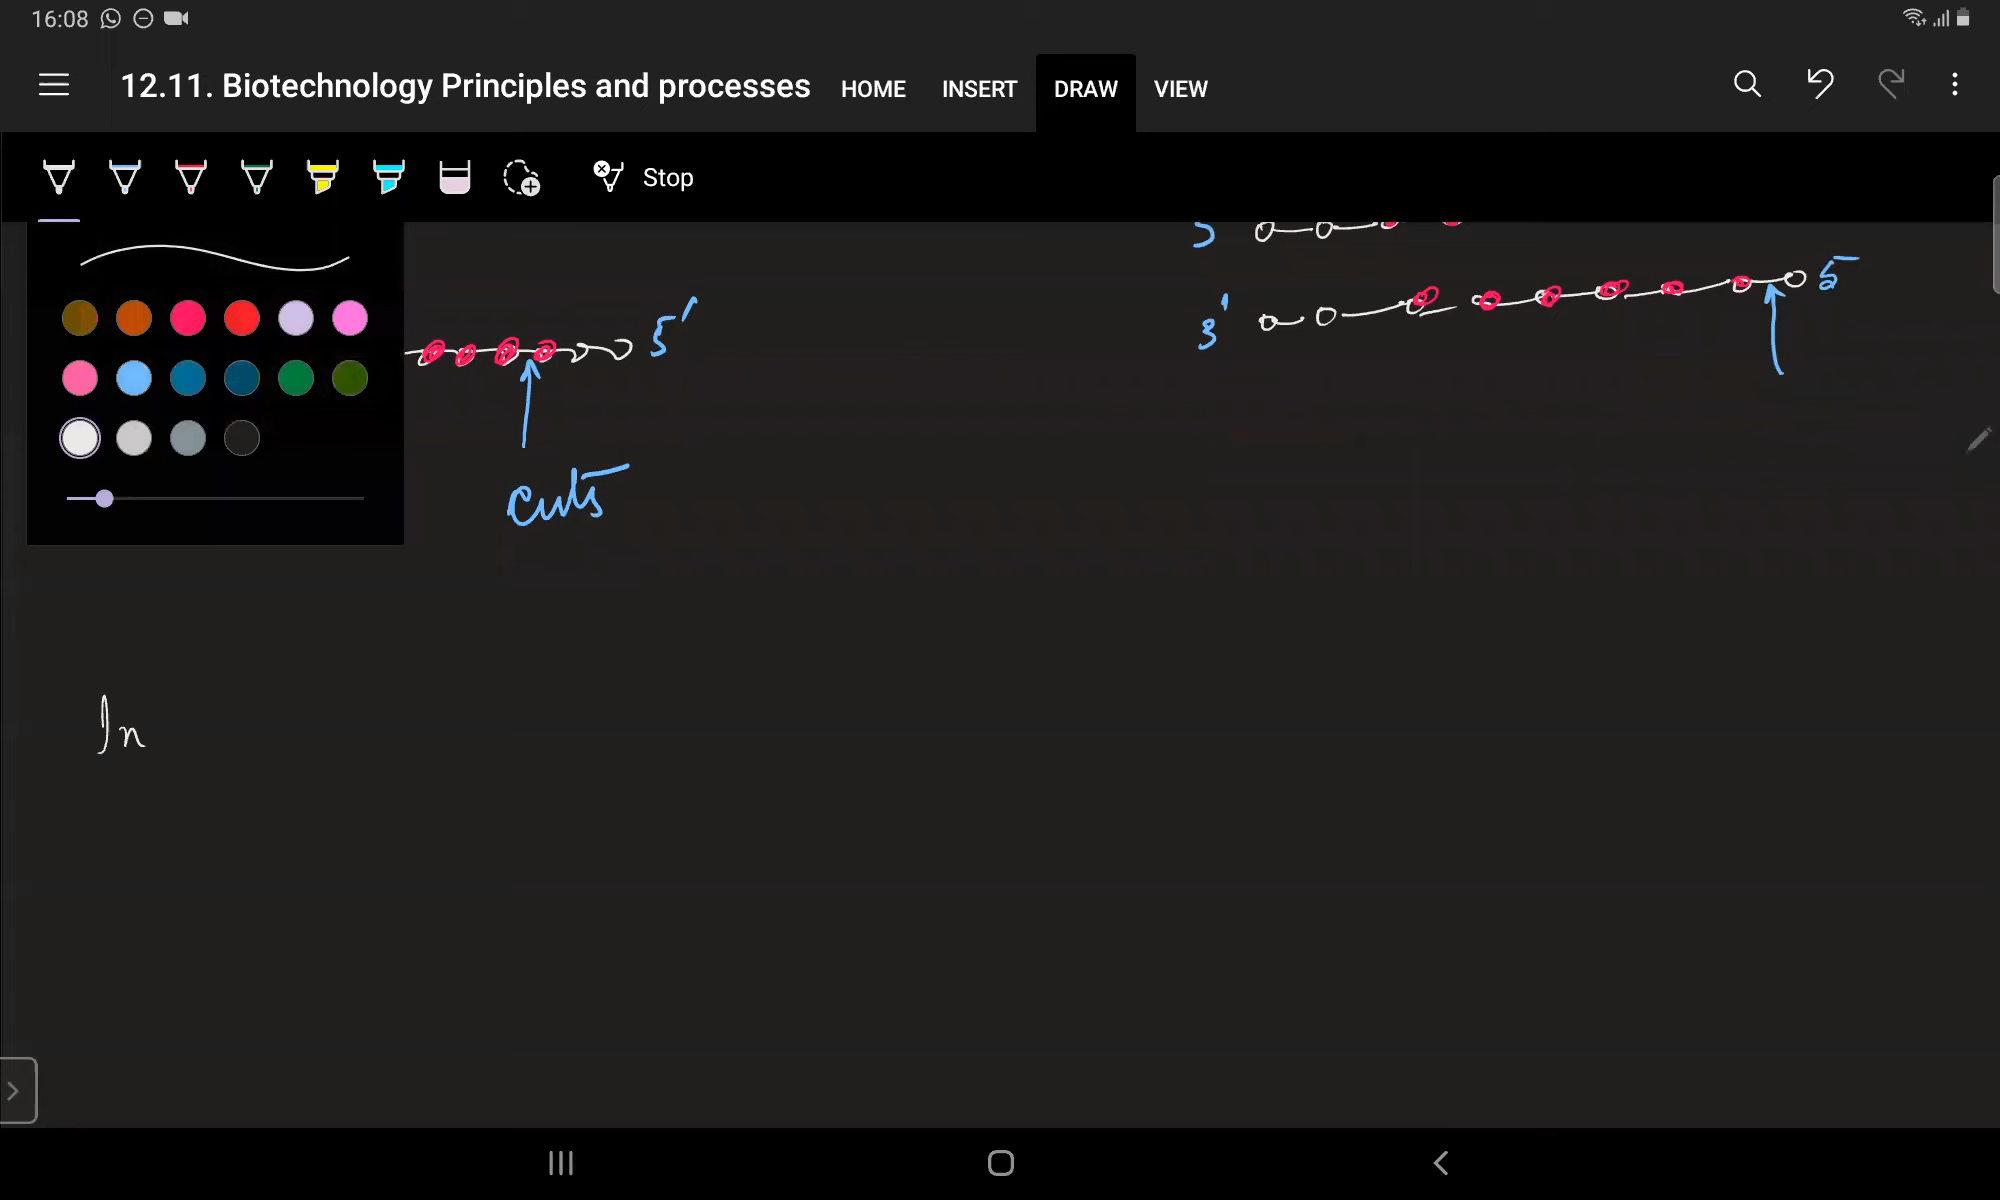 16:08
12.11. Biotechnology Principles and processes HOME INSERT DRAW VIEW
Stop
5'
3'
5
cuts
In